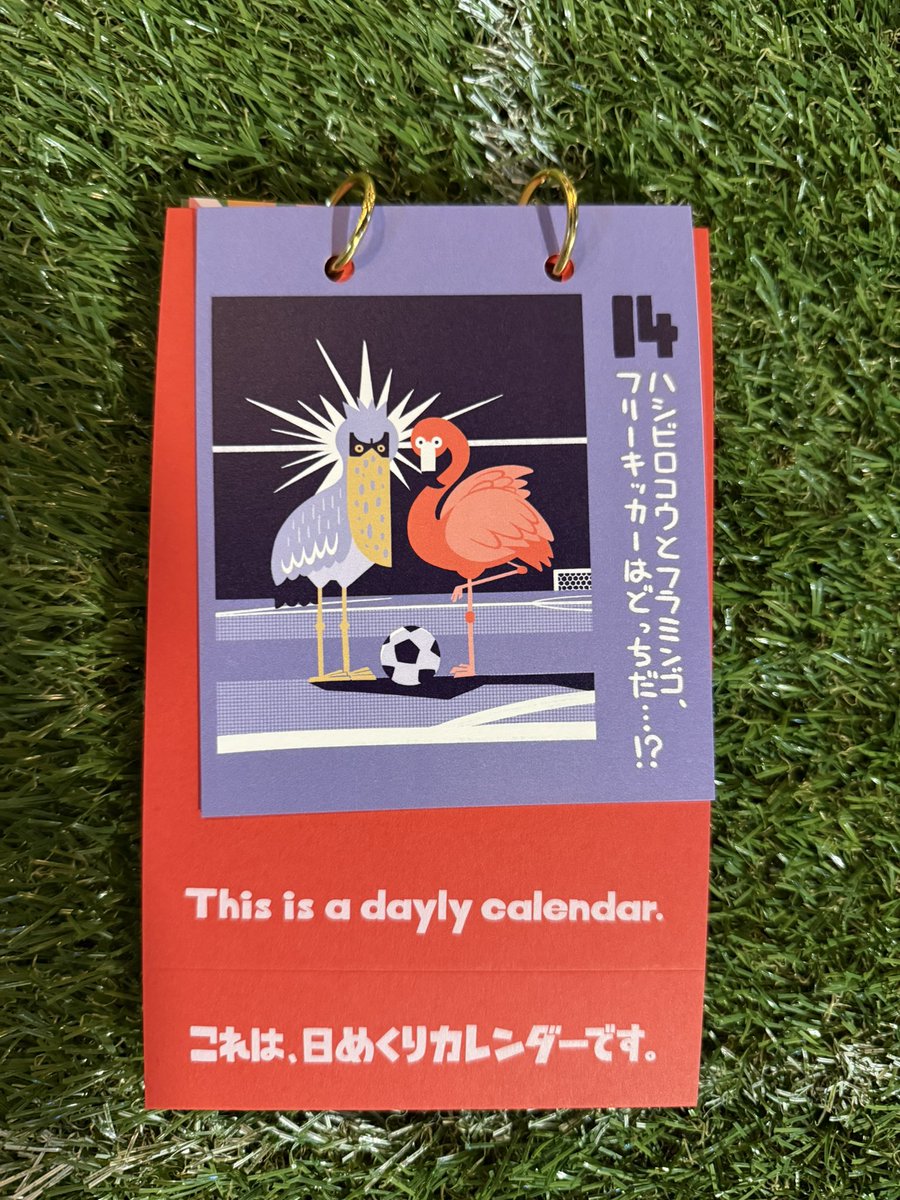 14
ハシビロコウとフラミンゴ、
フリーキッカーはどっちだ…!?
This is a dayly calendar.
これは、日めくりカレンダーです。